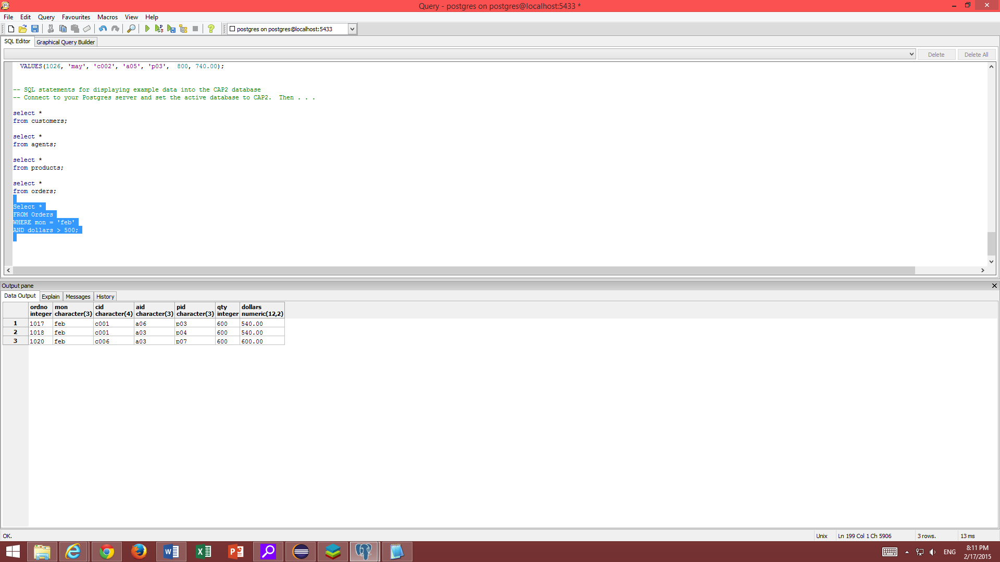 Query - postgres on postgres@localhost:5433 *
File Edit Query Favourites Macros View Help
postgres on postgres@localhost:5433
SQL Editor Graphical Query Builder
Delete Delete All
VALUES(1026, 'may', 'c002', 'a05', 'p03',  800, 740.00);
-- SQL statements for displaying example data into the CAP2 database
-- Connect to your Postgres server and set the active database to CAP2.  Then . . .
select *
from customers;
select *
from agents;
select *
from products;
select *
from orders;
Select *
FROM Orders
WHERE mon = 'feb'
AND dollars > 500;
Output pane
Data Output Explain Messages History
ordno mon cid aid pid qty dollars
integer character(3) character(4) character(3) character(3) integer numeric(12,2)
1 1017 feb c001 a06 p03 600 540.00
2 1018 feb c001 a03 p04 600 540.00
3 1020 feb c006 a03 p07 600 600.00
OK. Unix Ln 199 Col 1 Ch 5906 3 rows. 13 ms
ENG 8:11 PM
2/17/2015